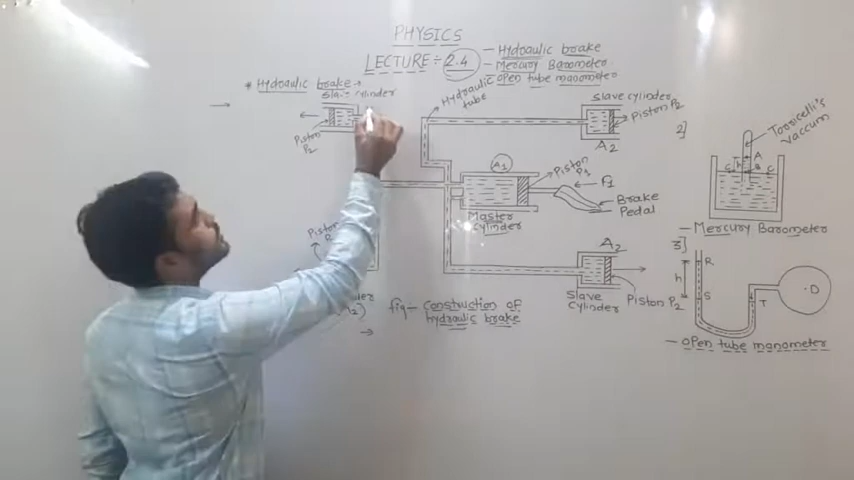 PHYSICS
LECTURE÷ 2.4
- Hydraulic brake
- Mercury Barometer
- Open tube manometer
* Hydraulic brake→
Slave cylinder
Piston
P2
Hydraulic
tube
Slave cylinder
Piston P2
A2
A1
Piston
P1
F1
Brake
Pedal
Master
cylinder
A2
Slave
Cylinder
Piston P2
fig- Construction of
hydraulic brake
2]
Torricelli's
vaccum
A
h
B
C
- Mercury Barometer
3]
R
h
S
T
D
- Open tube manometer